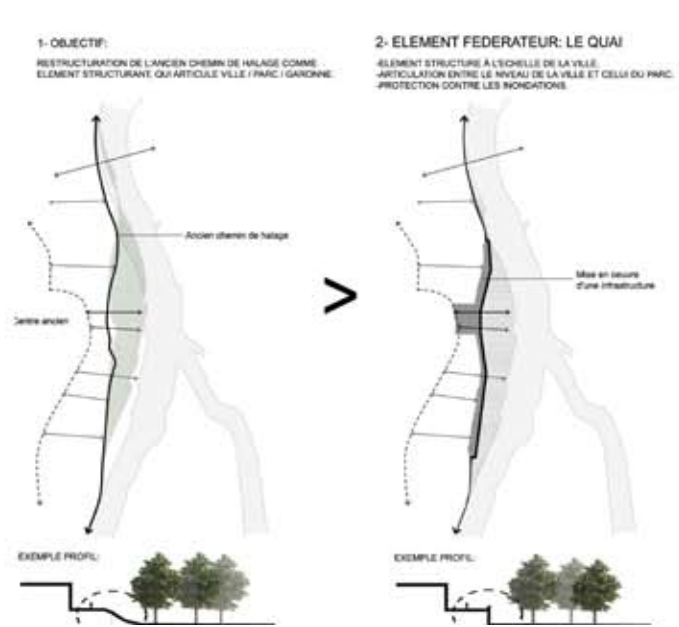 1- OBJECTIF:
RESTRUCTURATION DE L'ANCIEN CHEMIN DE HALAGE COMME
ELEMENT STRUCTURANT, QUI ARTICULE VILLE / PARC / GARONNE.
Ancien chemin de halage
Centre ancien
EXEMPLE PROFIL:
>
2- ELEMENT FEDERATEUR: LE QUAI
-ELEMENT STRUCTURE À L'ECHELLE DE LA VILLE.
-ARTICULATION ENTRE LE NIVEAU DE LA VILLE ET CELUI DU PARC.
-PROTECTION CONTRE LES INONDATIONS.
Mise en oeuvre
d'une infrastructure
EXEMPLE PROFIL: